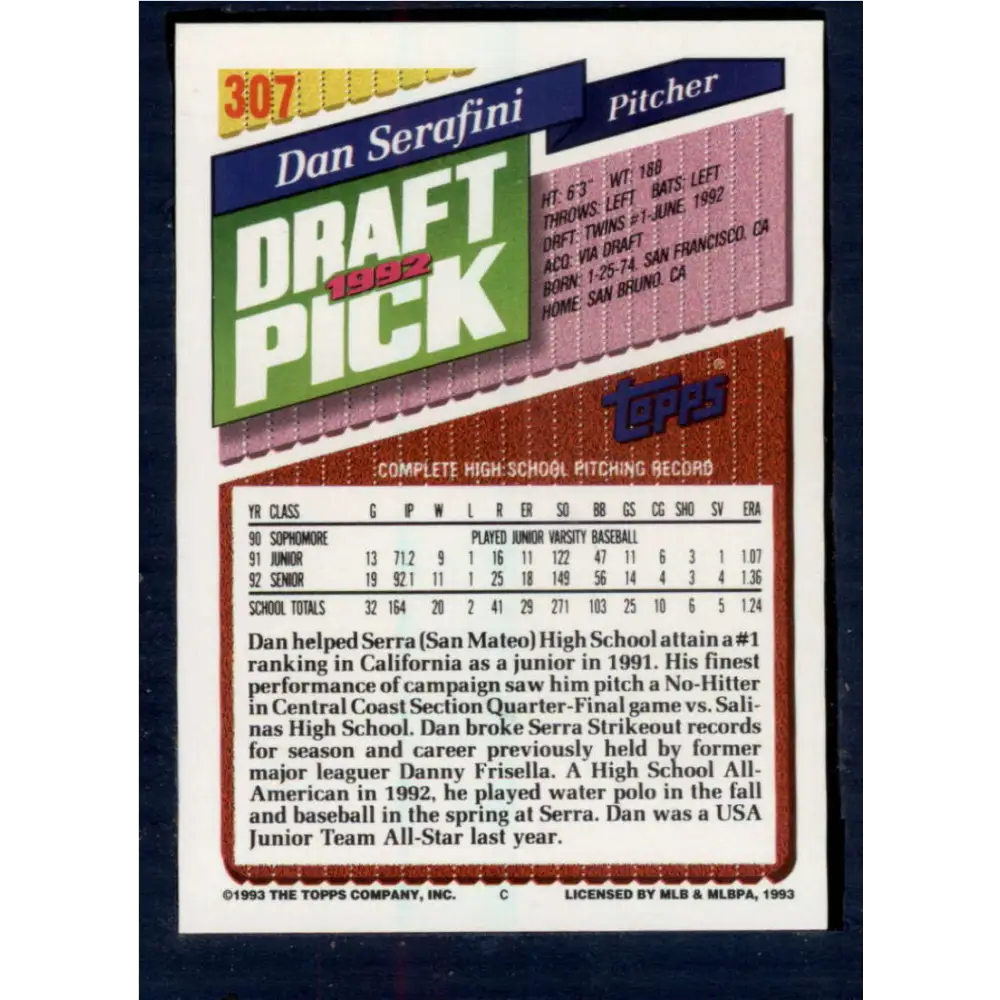 307
Dan Serafini
Pitcher
DRAFT
1992
PICK
HT: 6'3" WT: 180
THROWS: LEFT BATS: LEFT
DRFT: TWINS #1-JUNE, 1992
ACQ: VIA DRAFT
BORN: 1-25-74, SAN FRANCISCO, CA
HOME: SAN BRUNO, CA
Topps®
COMPLETE HIGH SCHOOL PITCHING RECORD
YR CLASS G IP W L R ER SO BB GS CG SHO SV ERA
90 SOPHOMORE PLAYED JUNIOR VARSITY BASEBALL
91 JUNIOR 13 71.2 9 1 16 11 122 47 11 6 3 1 1.07
92 SENIOR 19 92.1 11 1 25 18 149 56 14 4 3 4 1.36
SCHOOL TOTALS 32 164 20 2 41 29 271 103 25 10 6 5 1.24
Dan helped Serra (San Mateo) High School attain a #1
ranking in California as a junior in 1991. His finest
performance of campaign saw him pitch a No-Hitter
in Central Coast Section Quarter-Final game vs. Sali-
nas High School. Dan broke Serra Strikeout records
for season and career previously held by former
major leaguer Danny Frisella. A High School All-
American in 1992, he played water polo in the fall
and baseball in the spring at Serra. Dan was a USA
Junior Team All-Star last year.
©1993 THE TOPPS COMPANY, INC. C LICENSED BY MLB & MLBPA, 1993